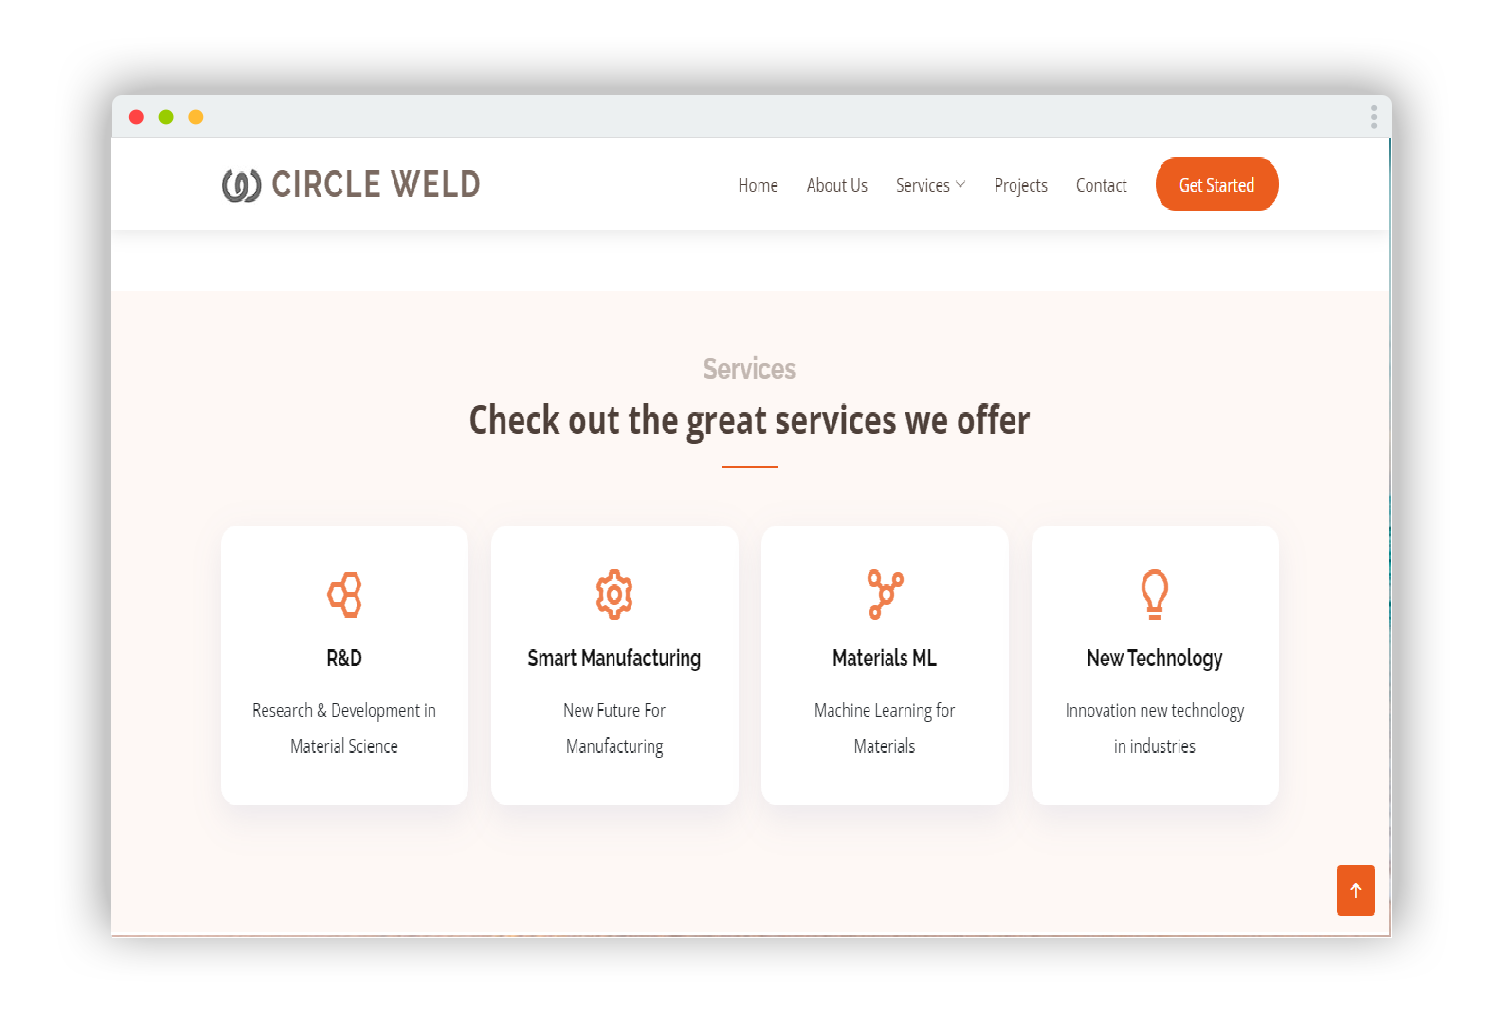 CIRCLE WELD
Home About Us Services Projects Contact Get Started
Services
Check out the great services we offer
R&D
Research & Development in
Material Science
Smart Manufacturing
New Future For
Manufacturing
Materials ML
Machine Learning for
Materials
New Technology
Innovation new technology
in industries